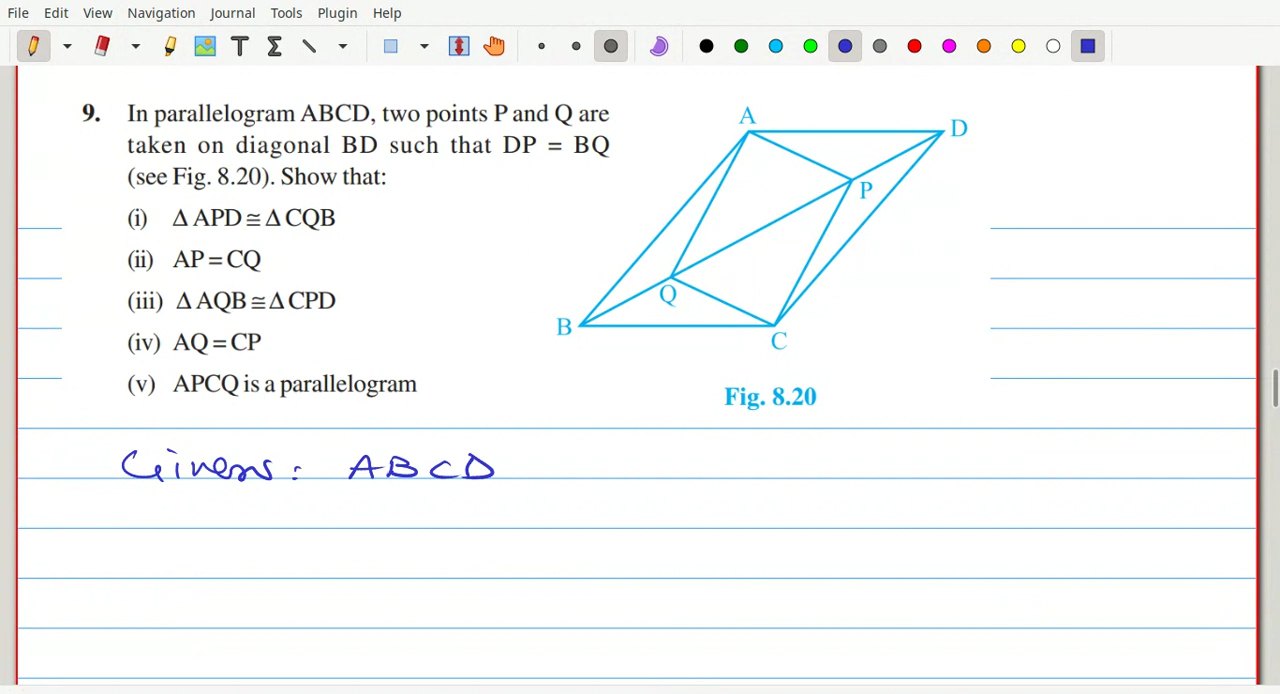 File Edit View Navigation Journal Tools Plugin Help
9. In parallelogram ABCD, two points P and Q are
taken on diagonal BD such that DP = BQ
(see Fig. 8.20). Show that:
(i) Δ APD ≅ Δ CQB
(ii) AP = CQ
(iii) Δ AQB ≅ Δ CPD
(iv) AQ = CP
(v) APCQ is a parallelogram
A
D
P
Q
B
C
Fig. 8.20
: ABCD